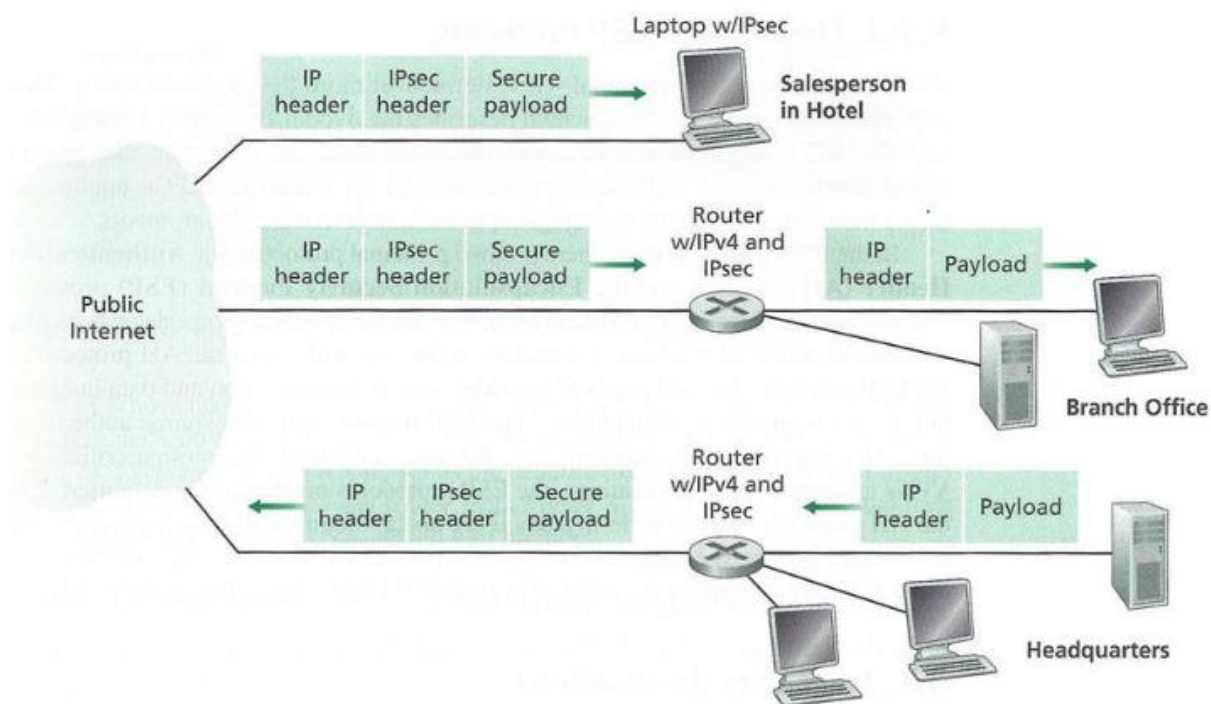 Laptop w/IPsec
IP
header
IPsec
header
Secure
payload
Salesperson
in Hotel
Public
Internet
IP
header
IPsec
header
Secure
payload
Router
w/IPv4 and
IPsec
IP
header
Payload
Branch Office
IP
header
IPsec
header
Secure
payload
Router
w/IPv4 and
IPsec
IP
header
Payload
Headquarters